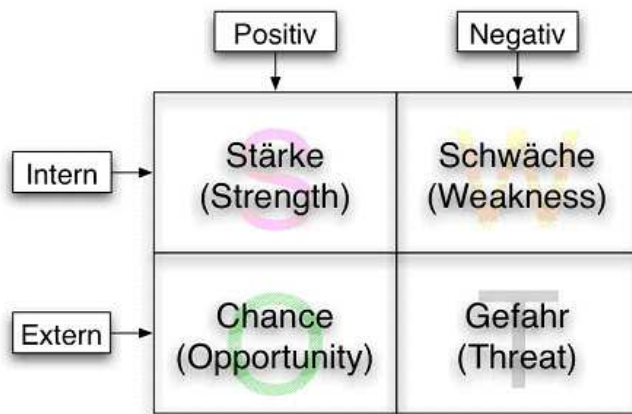 Positiv
Negativ
Intern
S
Stärke
(Strength)
W
Schwäche
(Weakness)
Extern
O
Chance
(Opportunity)
T
Gefahr
(Threat)